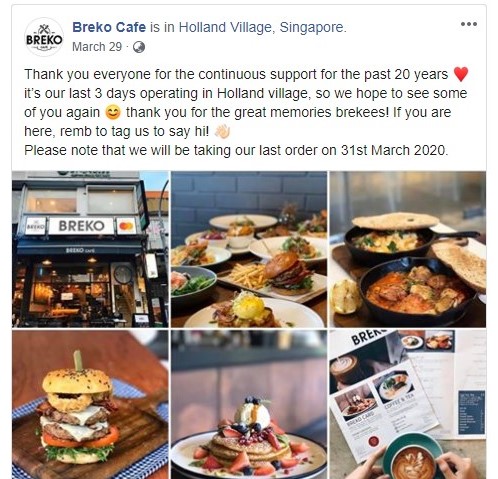 BREKO
CAFE
Breko Cafe is in Holland Village, Singapore.
March 29 ·
Thank you everyone for the continuous support for the past 20 years ❤️
it's our last 3 days operating in Holland village, so we hope to see some
of you again 😊 thank you for the great memories brekees! If you are
here, remb to tag us to say hi! 👋🏻
Please note that we will be taking our last order on 31st March 2020.
BREKO
BREKO
BREKO CAFÉ
BREKO
COFFEE & TEA
BREKO CARD